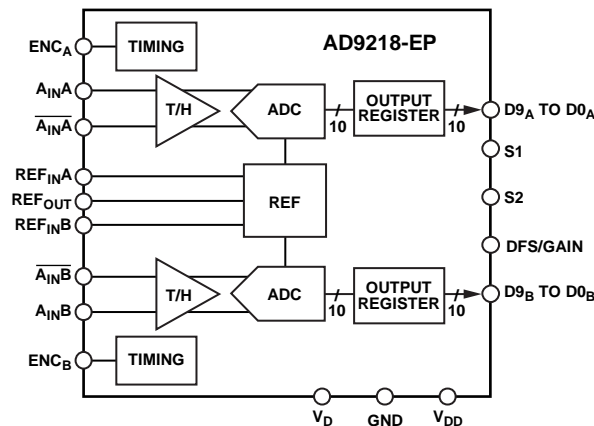 AD9218-EP
ENCA
TIMING
AINA
T/H
ADC
10
OUTPUT
REGISTER
10
D9A TO D0A
AINA
S1
REFINA
REFOUT
REF
S2
REFINB
DFS/GAIN
AINB
T/H
ADC
10
OUTPUT
REGISTER
10
D9B TO D0B
AINB
ENCB
TIMING
VD
GND
VDD